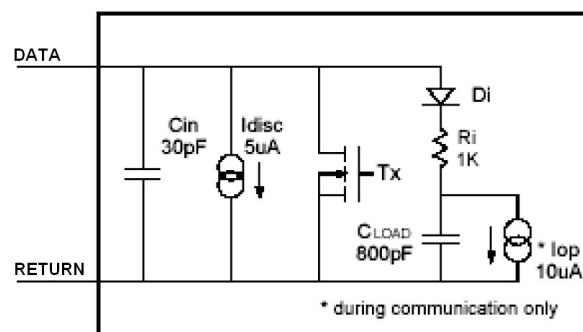 DATA
Di
Cin
30pF
Idisc
5uA
Tx
Ri
1K
CLOAD
800pF
* Iop
10uA
RETURN
* during communication only